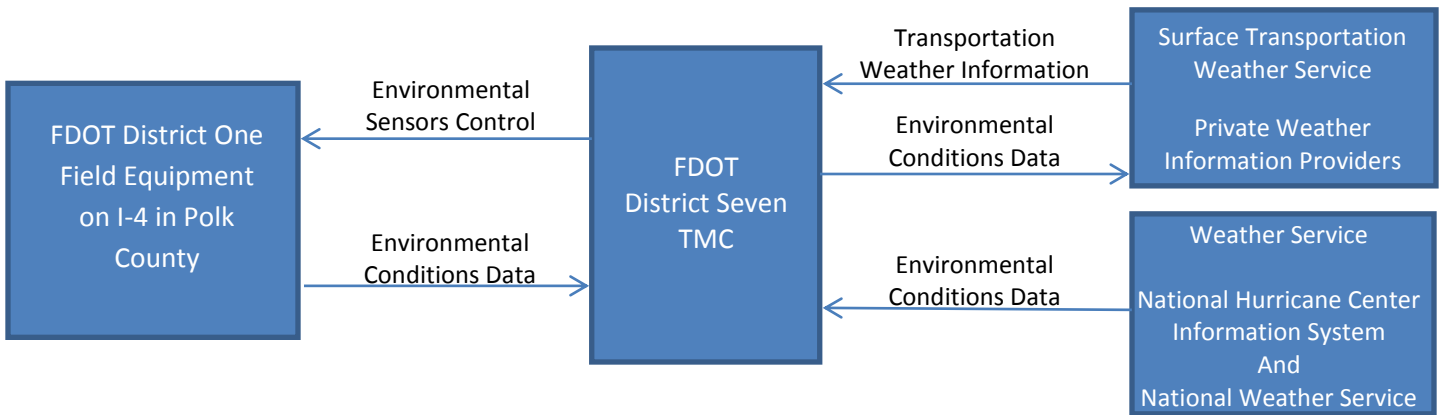 FDOT District One
Field Equipment
on I-4 in Polk
County
Environmental
Sensors Control
Environmental
Conditions Data
FDOT
District Seven
TMC
Transportation
Weather Information
Environmental
Conditions Data
Environmental
Conditions Data
Surface Transportation
Weather Service
Private Weather
Information Providers
Weather Service
National Hurricane Center
Information System
And
National Weather Service